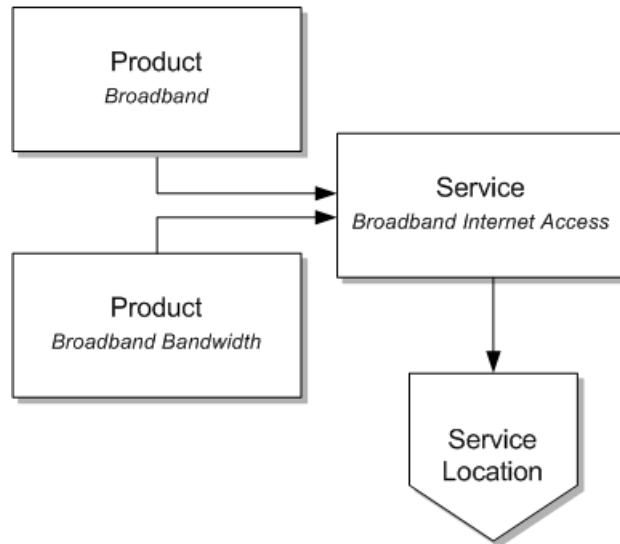 Product
Broadband
Service
Broadband Internet Access
Product
Broadband Bandwidth
Service
Location